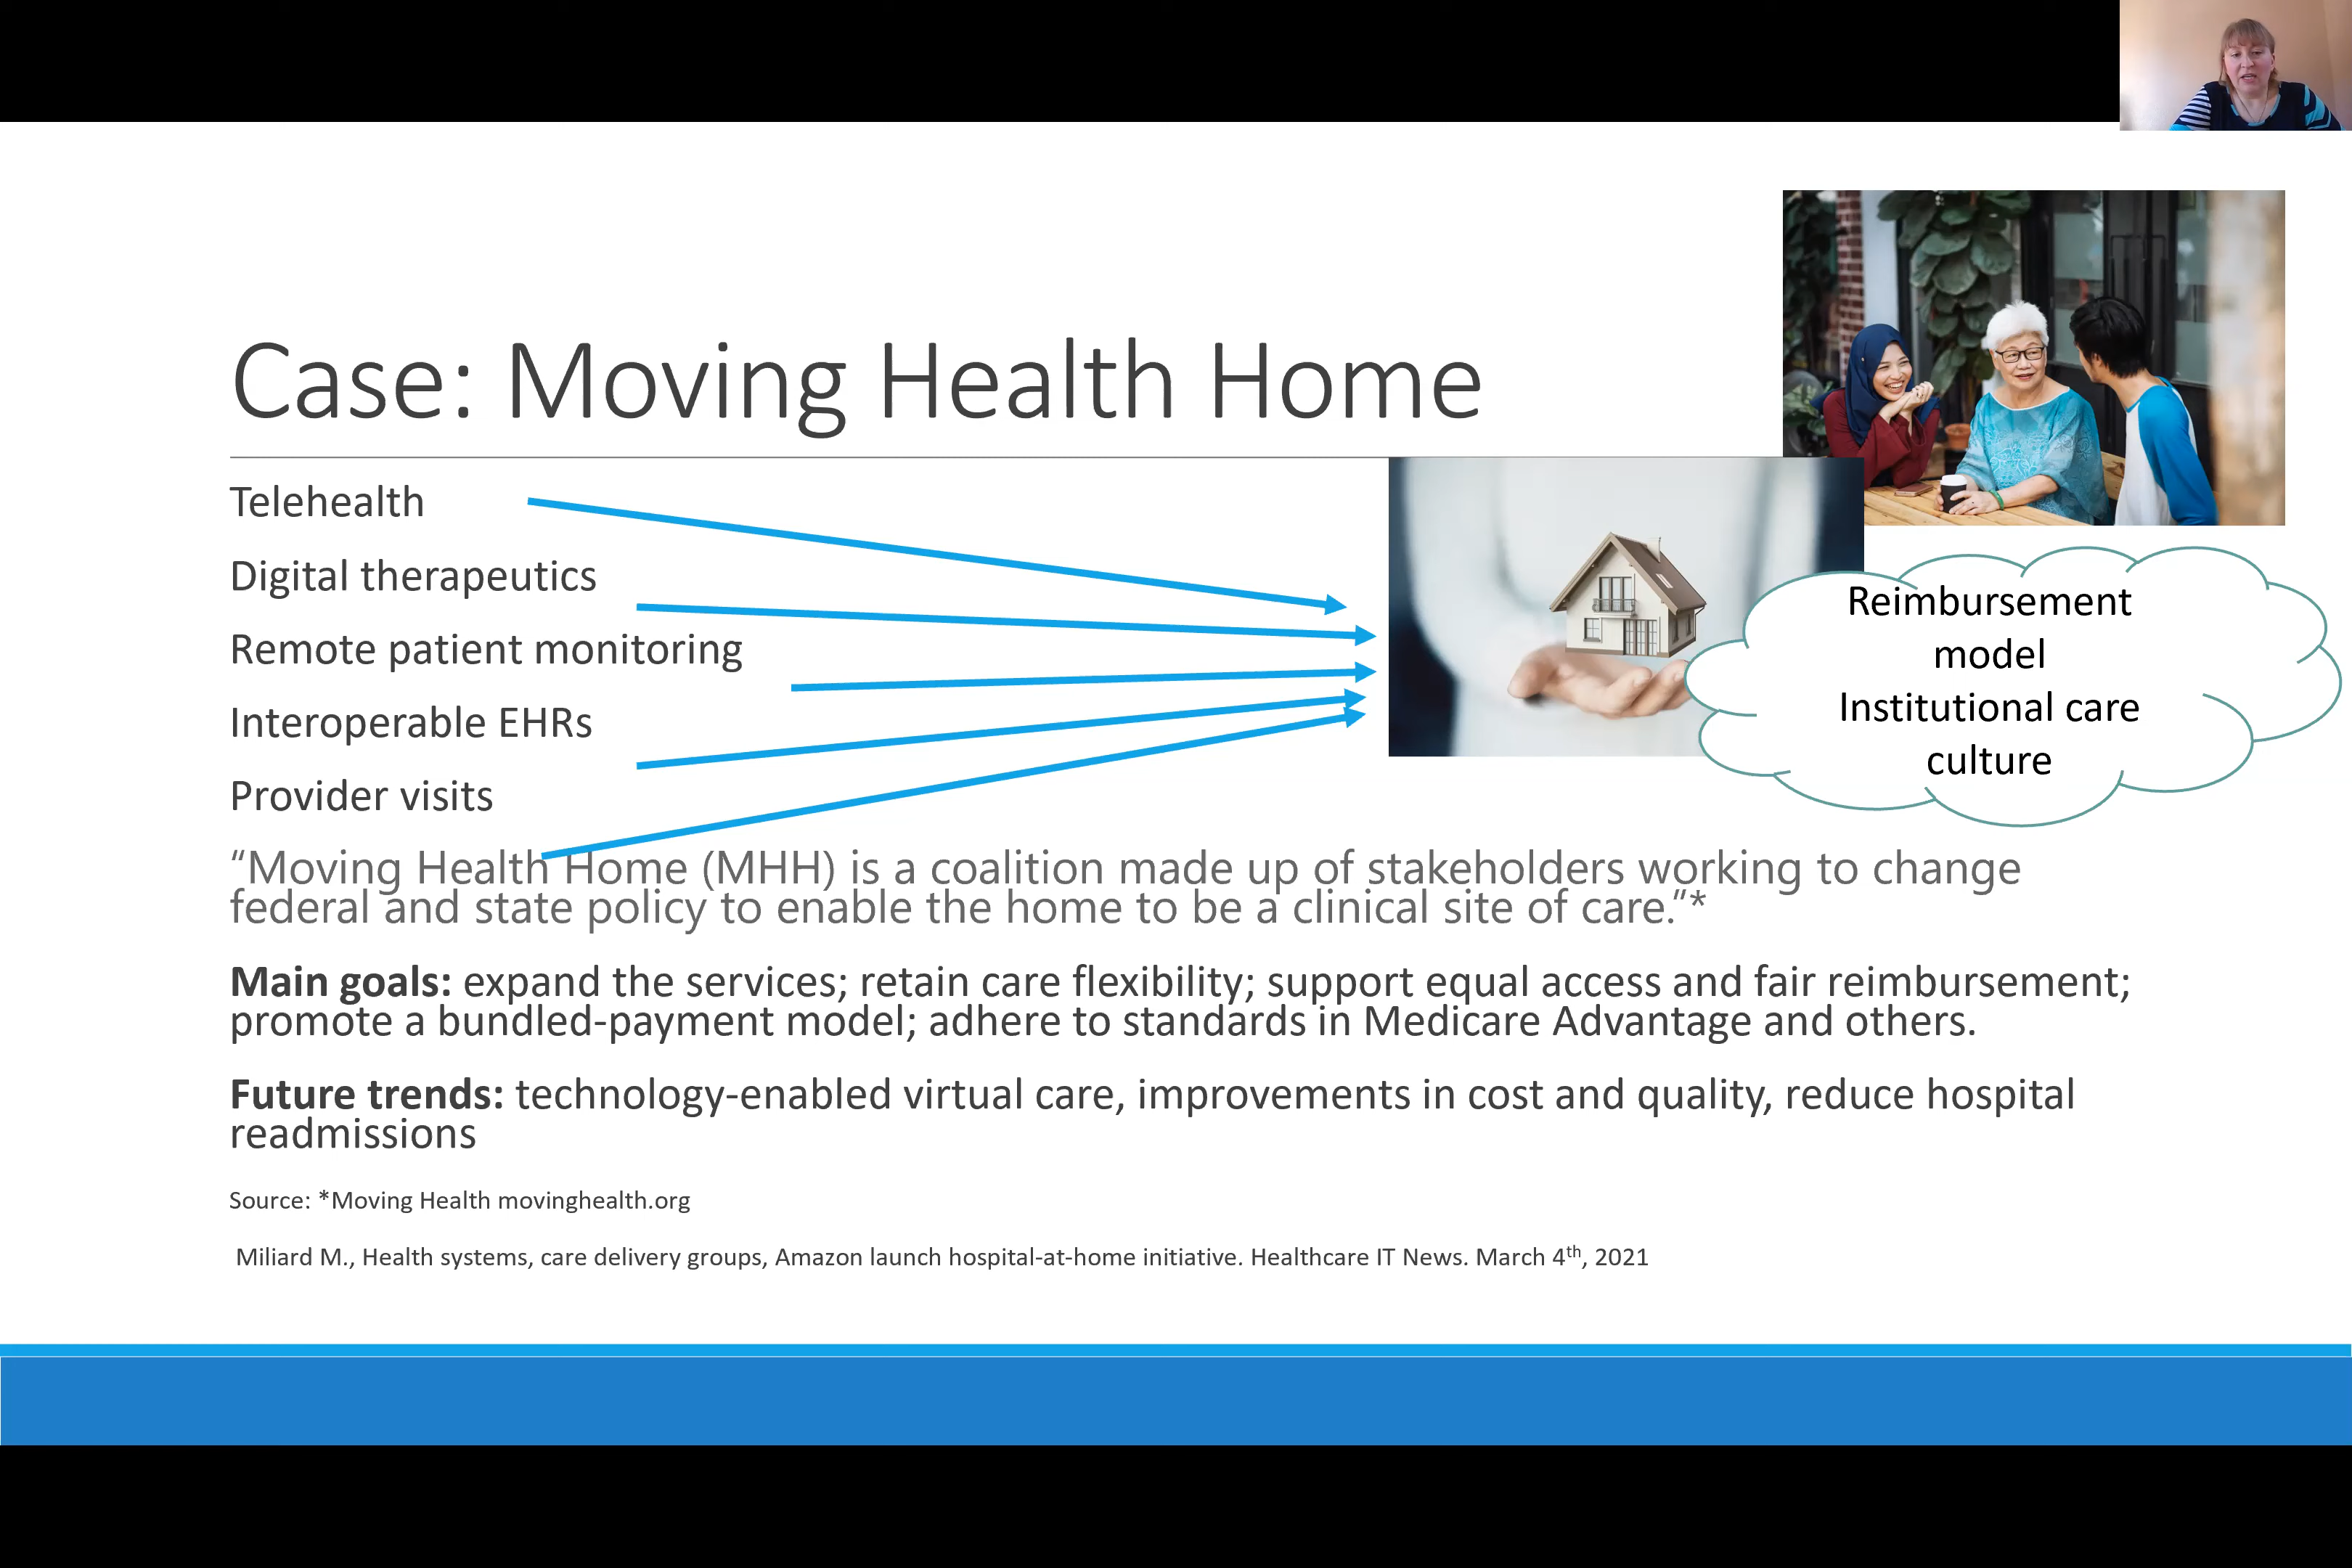 Case: Moving Health Home
Telehealth
Digital therapeutics
Remote patient monitoring
Interoperable EHRs
Provider visits
Reimbursement
model
Institutional care
culture
“Moving Health Home (MHH) is a coalition made up of stakeholders working to change
federal and state policy to enable the home to be a clinical site of care.”*
Main goals: expand the services; retain care flexibility; support equal access and fair reimbursement;
promote a bundled-payment model; adhere to standards in Medicare Advantage and others.
Future trends: technology-enabled virtual care, improvements in cost and quality, reduce hospital
readmissions
Source: *Moving Health movinghealth.org
Miliard M., Health systems, care delivery groups, Amazon launch hospital-at-home initiative. Healthcare IT News. March 4th, 2021